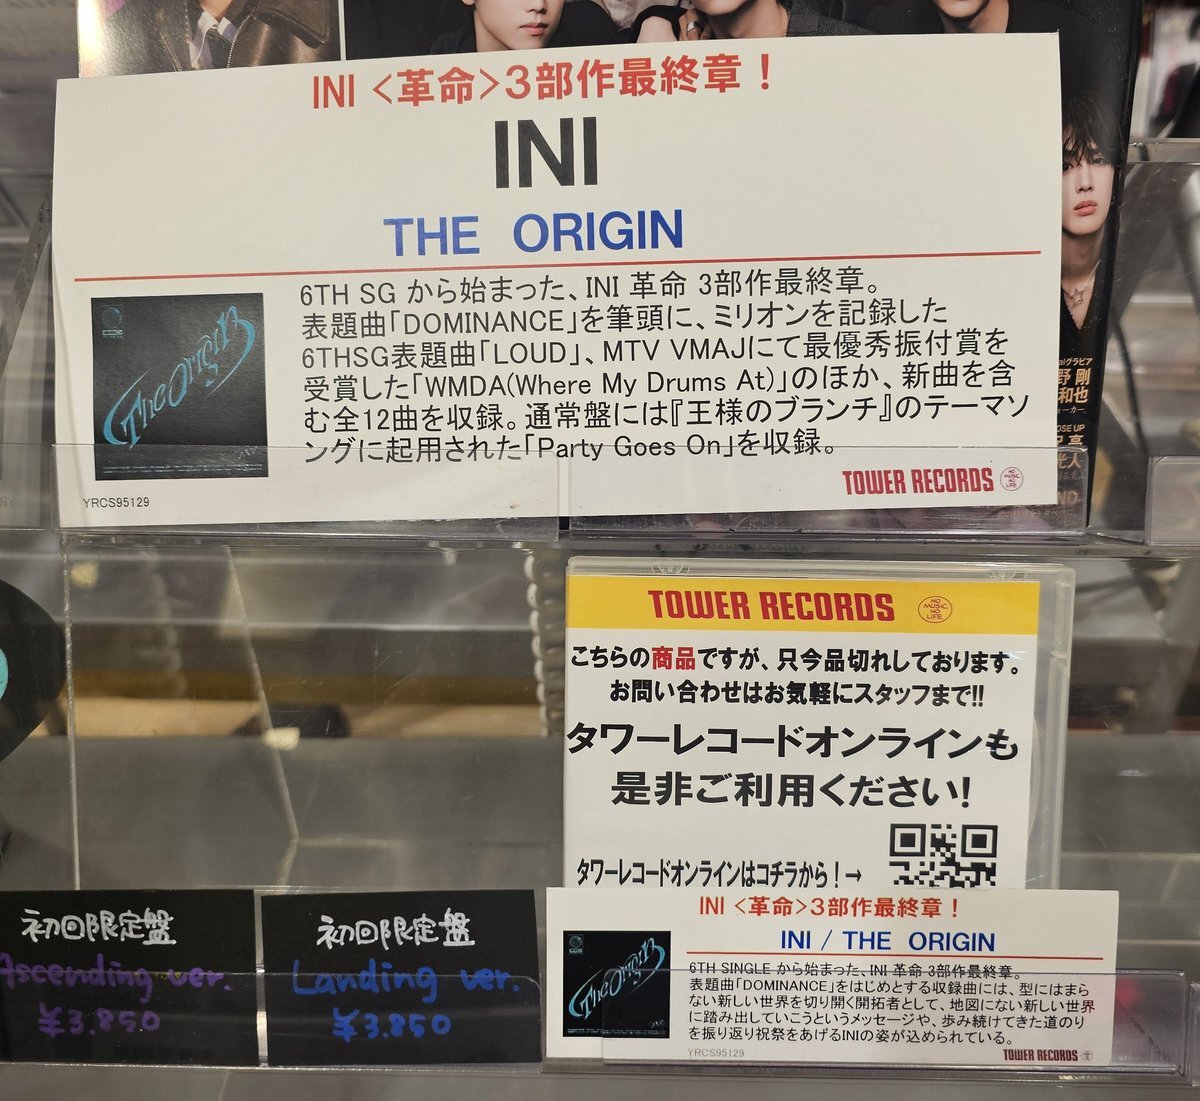 INI <革命>3部作最終章！
INI
THE ORIGIN
6TH SG から始まった、INI 革命 3部作最終章。
表題曲「DOMINANCE」を筆頭に、ミリオンを記録した
6THSG表題曲「LOUD」、MTV VMAJにて最優秀振付賞を
受賞した「WMDA(Where My Drums At)」のほか、新曲を含
む全12曲を収録。通常盤には『王様のブランチ』のテーマソ
ングに起用された「Party Goes On」を収録。
The Origin
YRCS95129
TOWER RECORDS
NO MUSIC, NO LIFE.
TOWER RECORDS
NO MUSIC, NO LIFE.
こちらの商品ですが、只今品切れしております。
お問い合わせはお気軽にスタッフまで!!
タワーレコードオンラインも
是非ご利用ください！
タワーレコードオンラインはコチラから！→
初回限定盤
Ascending ver.
¥3.850
初回限定盤
Landing ver.
¥3.850
INI <革命>3部作最終章！
INI / THE ORIGIN
The Origin
6TH SINGLE から始まった、INI 革命 3部作最終章。
表題曲「DOMINANCE」をはじめとする収録曲には、型にはまら
ない新しい世界を切り開く開拓者として、地図にない新しい世界
に踏み出していこうというメッセージや、歩み続けてきた道のり
を振り返り祝祭をあげるINIの姿が込められている。
YRCS95129
TOWER RECORDS